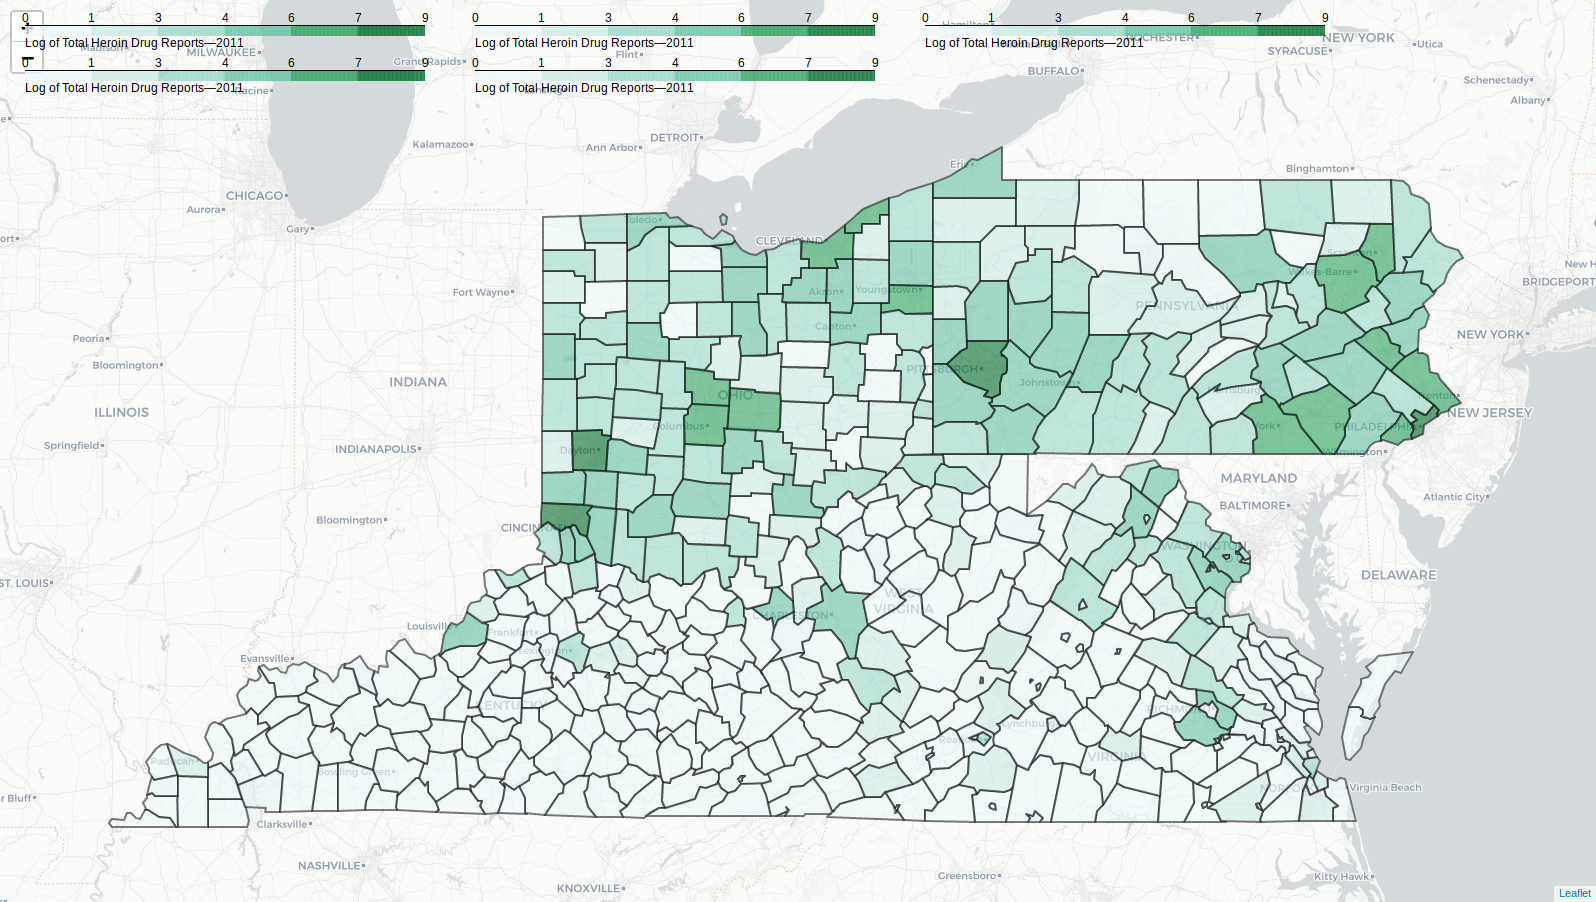 0 1 3 4 6 7 9
Log of Total Heroin Drug Reports—2011
0 1 3 4 6 7 9
Log of Total Heroin Drug Reports—2011
0 1 3 4 6 7 9
Log of Total Heroin Drug Reports—2011
0 1 3 4 6 7 9
Log of Total Heroin Drug Reports—2011
0 1 3 4 6 7 9
Log of Total Heroin Drug Reports—2011
Hamilton
ROCHESTER
NEW YORK
Madison
MILWAUKEE
SYRACUSE
Utica
Flint
Grand Rapids
BUFFALO
Schenectady
Racine
Lansing
Albany
DETROIT
Kalamazoo
Ann Arbor
Erie
Binghamton
CHICAGO
Aurora
Toledo
Gary
CLEVELAND
Scranton
Wilkes-Barre
BRIDGEPORT
Fort Wayne
Akron
Youngstown
PENNSYLVANIA
Canton
NEW YORK
Peoria
Bloomington
PITTSBURGH
INDIANA
Johnstown
Harrisburg
OHIO
Trenton
ILLINOIS
NEW JERSEY
Columbus
York
PHILADELPHIA
Springfield
INDIANAPOLIS
Dayton
Wilmington
MARYLAND
Atlantic City
BALTIMORE
Bloomington
CINCINNATI
WASHINGTON
DELAWARE
ST. LOUIS
WEST
VIRGINIA
CHARLESTON
Louisville
Frankfort
Lexington
Evansville
KENTUCKY
RICHMOND
Lynchburg
Roanoke
VIRGINIA
Paducah
Bowling Green
NORFOLK
Virginia Beach
r Bluff
Clarksville
NASHVILLE
Greensboro
Kitty Hawk
KNOXVILLE
Leaflet